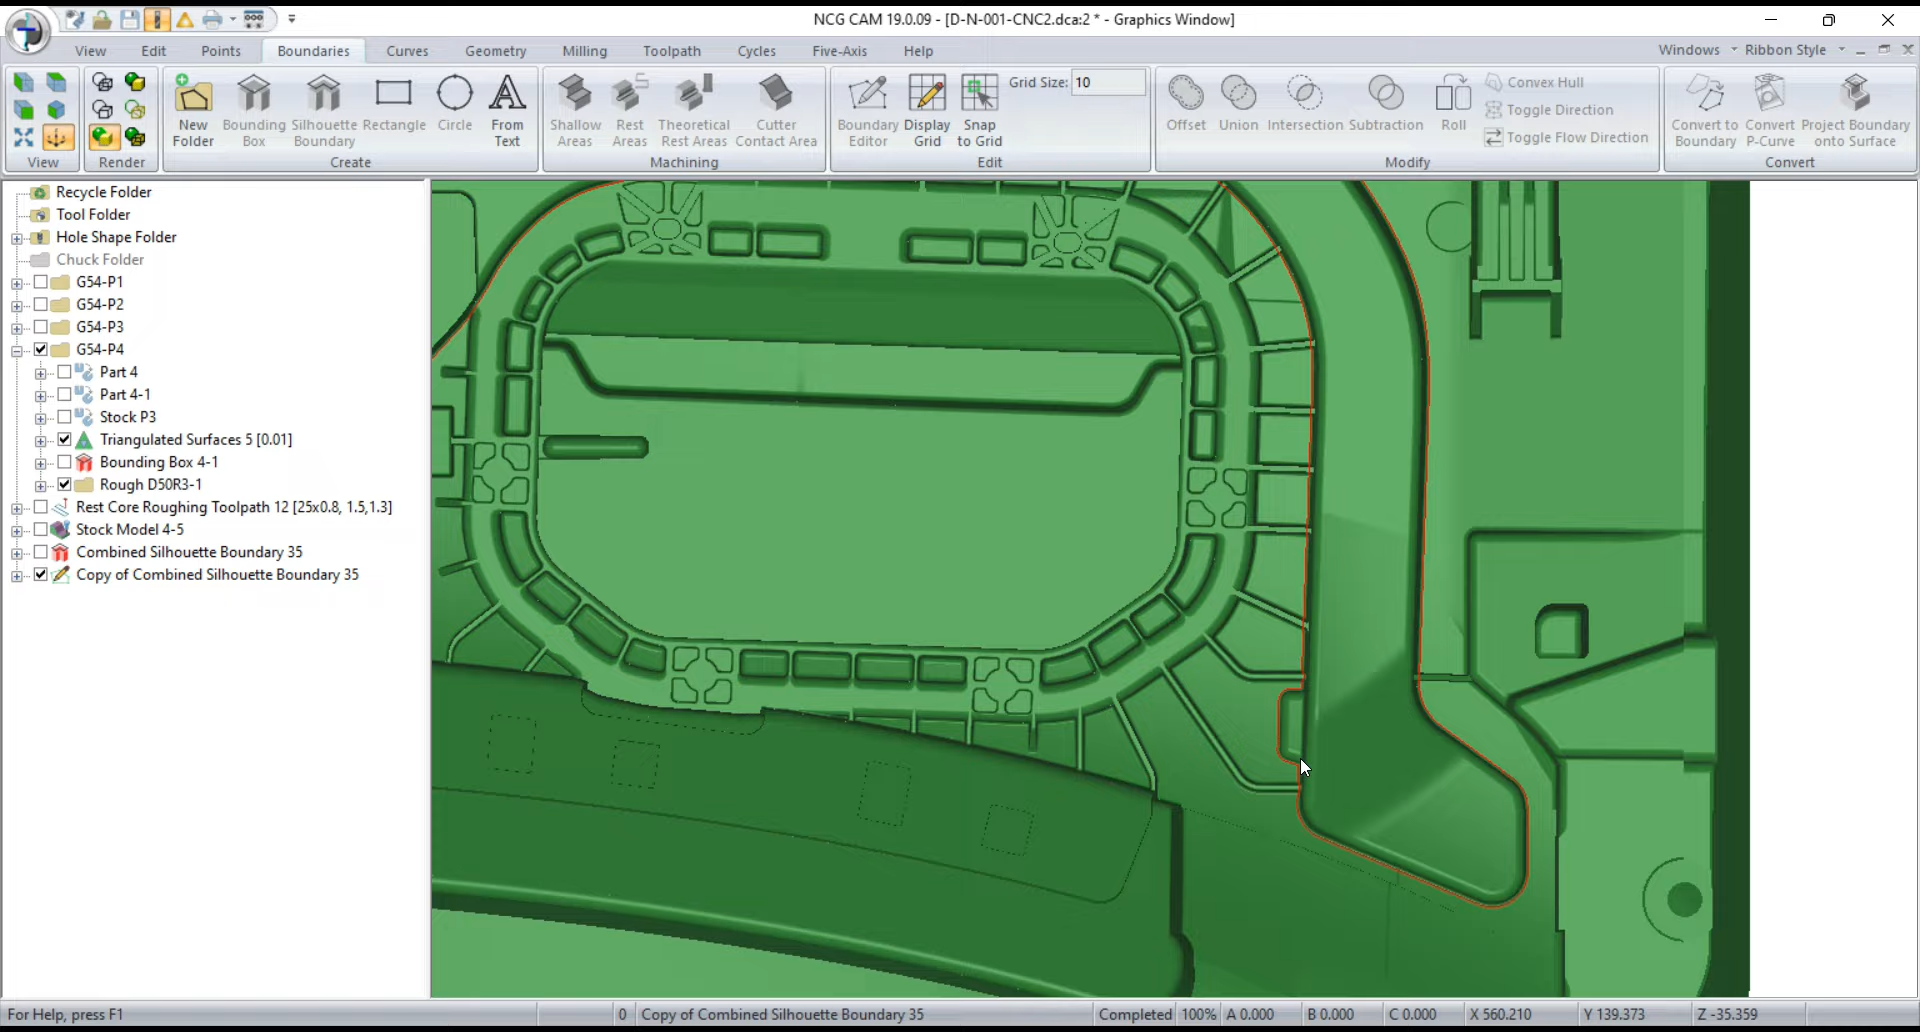 NCG CAM 19.0.09 - [D-N-001-CNC2.dca:2 * - Graphics Window]
View Edit Points Boundaries Curves Geometry Milling Toolpath Cycles Five-Axis Help Windows Ribbon Style
New Folder
Bounding Box
Silhouette Boundary
Rectangle
Circle
From Text
Shallow Areas
Rest Areas
Theoretical Rest Areas
Cutter Contact Area
Boundary Editor
Display Grid
Snap to Grid
Grid Size: 10
Offset
Union
Intersection
Subtraction
Roll
Convex Hull
Toggle Direction
Toggle Flow Direction
Convert to Boundary
Convert P-Curve
Project Boundary onto Surface
View Render Create Machining Edit Modify Convert
Recycle Folder
Tool Folder
Hole Shape Folder
Chuck Folder
G54-P1
G54-P2
G54-P3
G54-P4
Part 4
Part 4-1
Stock P3
Triangulated Surfaces 5 [0.01]
Bounding Box 4-1
Rough D50R3-1
Rest Core Roughing Toolpath 12 [25x0.8, 1.5,1.3]
Stock Model 4-5
Combined Silhouette Boundary 35
Copy of Combined Silhouette Boundary 35
For Help, press F1 0 Copy of Combined Silhouette Boundary 35 Completed 100% A 0.000 B 0.000 C 0.000 X 560.210 Y 139.373 Z -35.359